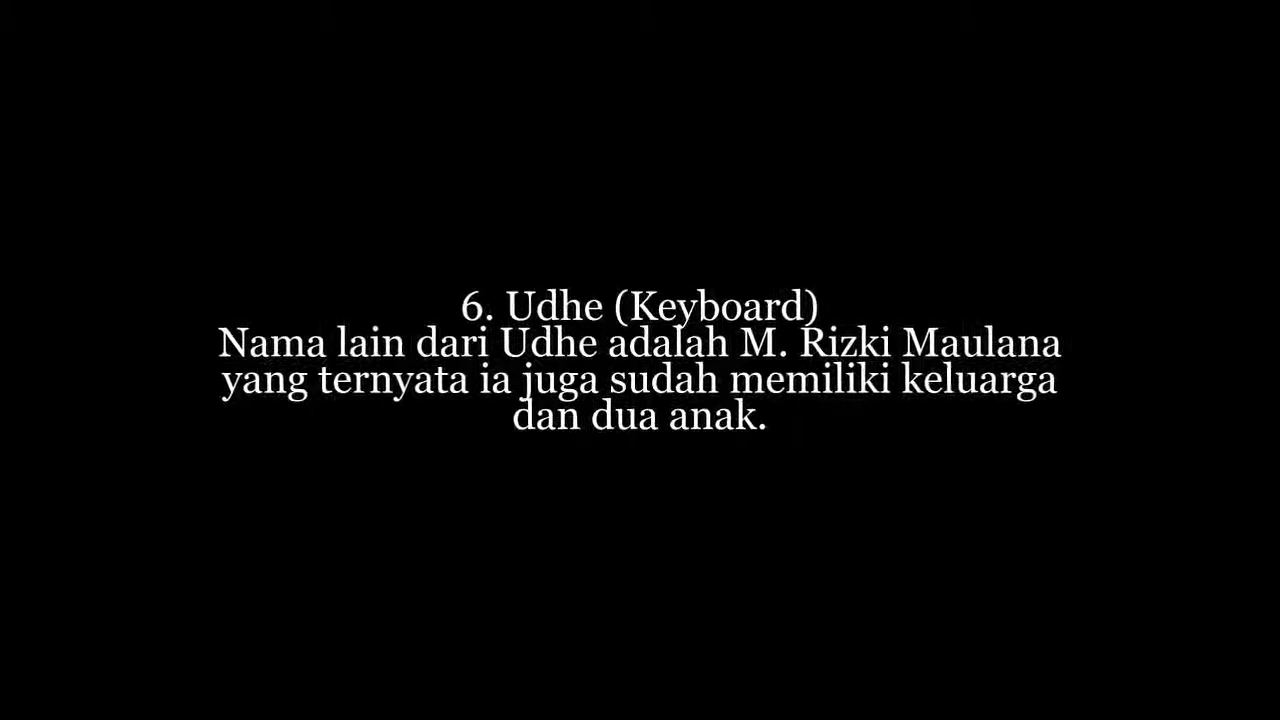 6. Udhe (Keyboard)
Nama lain dari Udhe adalah M. Rizki Maulana
yang ternyata ia juga sudah memiliki keluarga
dan dua anak.